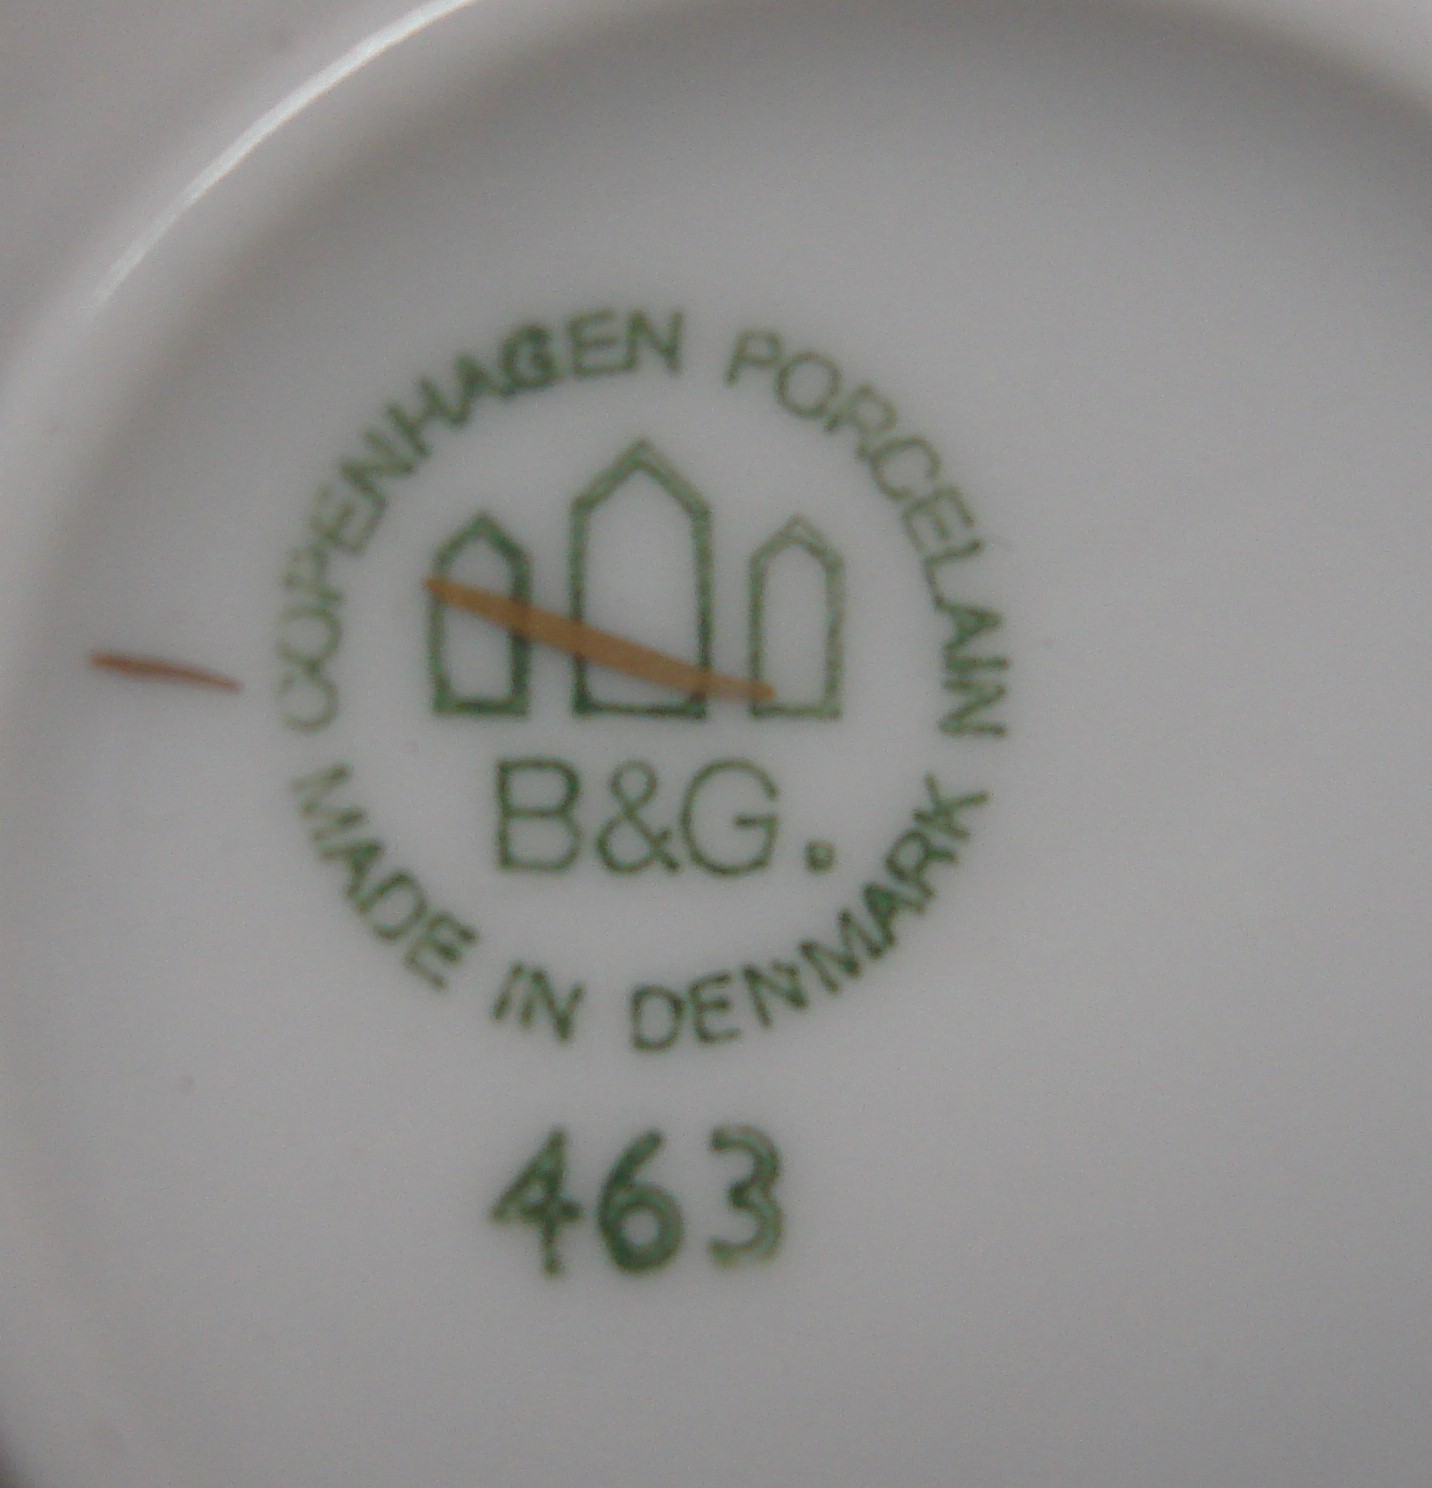 COPENHAGEN PORCELAIN
B&G.
MADE IN DENMARK
463